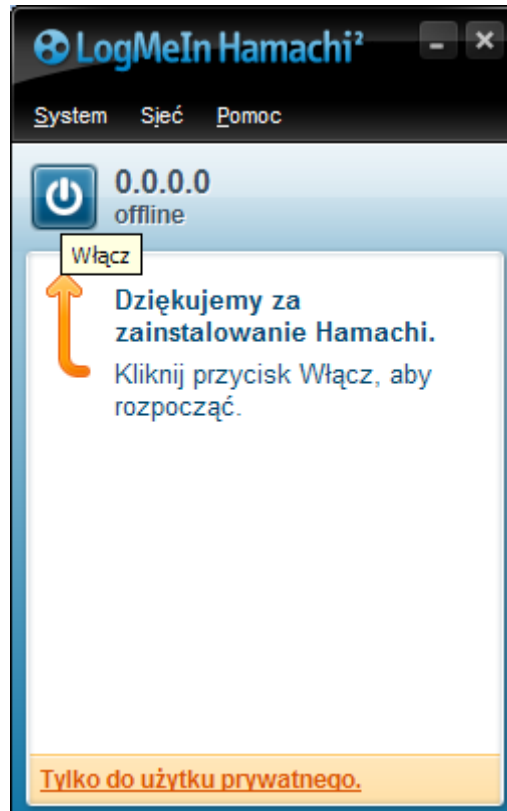 LogMeIn Hamachi²
System Sieć Pomoc
0.0.0.0
offline
Włącz
Dziękujemy za
zainstalowanie Hamachi.
Kliknij przycisk Włącz, aby
rozpocząć.
Tylko do użytku prywatnego.